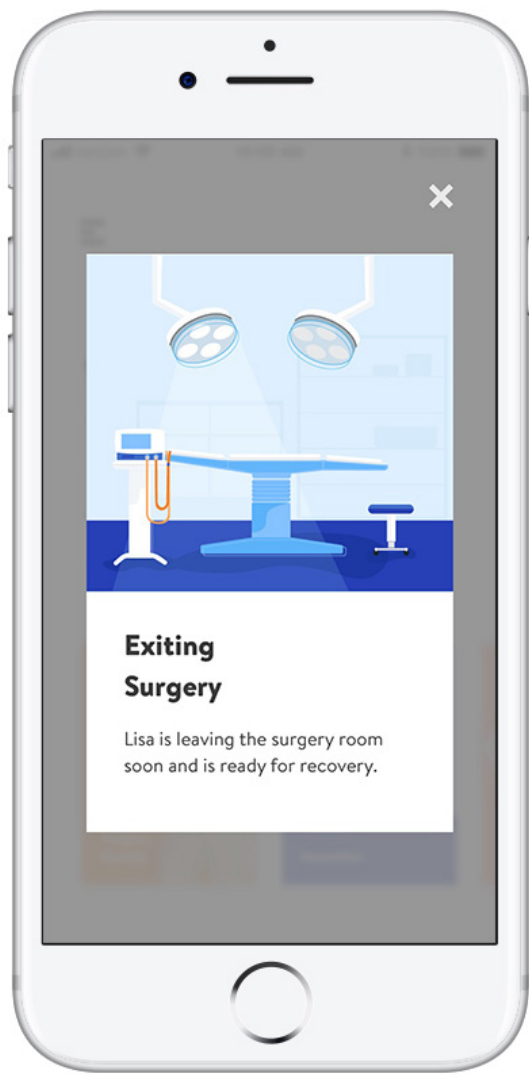 Exiting
Surgery
Lisa is leaving the surgery room
soon and is ready for recovery.